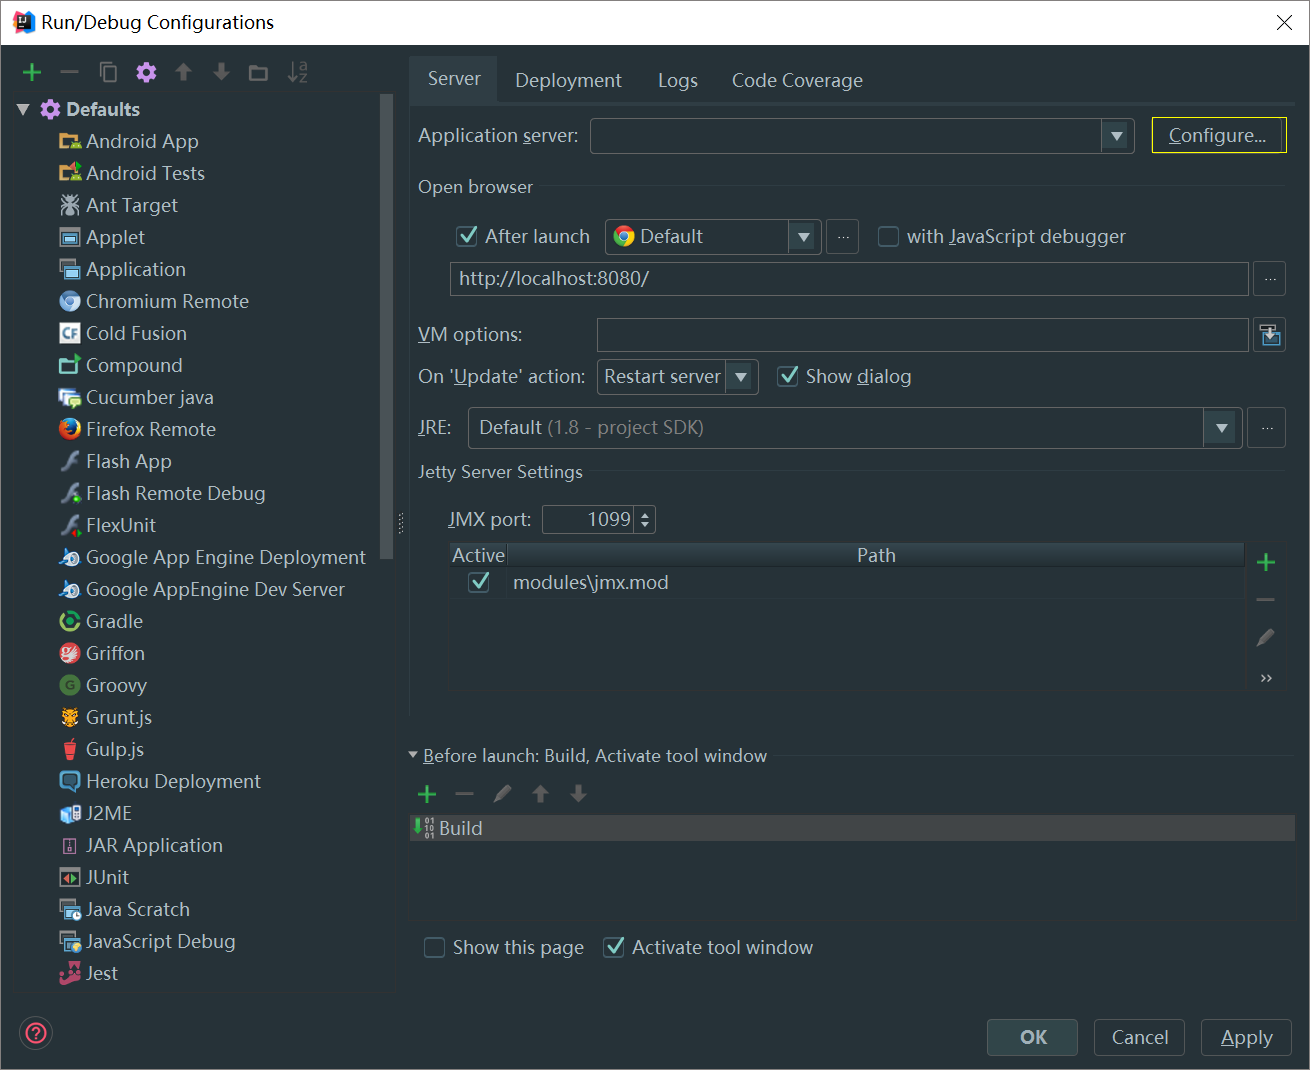 Run/Debug Configurations
Defaults
Android App
Android Tests
Ant Target
Applet
Application
Chromium Remote
Cold Fusion
Compound
Cucumber java
Firefox Remote
Flash App
Flash Remote Debug
FlexUnit
Google App Engine Deployment
Google AppEngine Dev Server
Gradle
Griffon
Groovy
Grunt.js
Gulp.js
Heroku Deployment
J2ME
JAR Application
JUnit
Java Scratch
JavaScript Debug
Jest
Server Deployment Logs Code Coverage
Application server: Configure...
Open browser
After launch Default ... with JavaScript debugger
http://localhost:8080/ ...
VM options:
On 'Update' action: Restart server Show dialog
JRE: Default (1.8 - project SDK) ...
Jetty Server Settings
JMX port: 1099
Active Path
modules\jmx.mod
Before launch: Build, Activate tool window
Build
Show this page Activate tool window
OK Cancel Apply